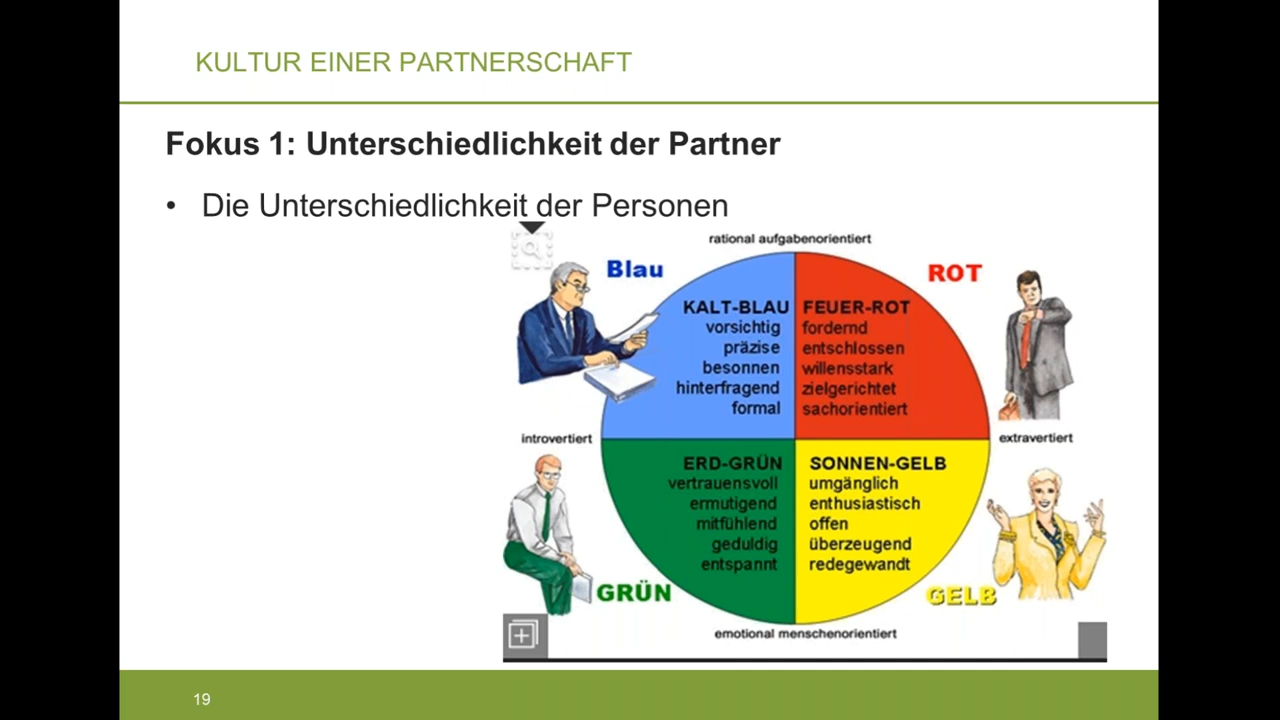 KULTUR EINER PARTNERSCHAFT
Fokus 1: Unterschiedlichkeit der Partner
• Die Unterschiedlichkeit der Personen
rational aufgabenorientiert
Blau
ROT
KALT-BLAU
vorsichtig
präzise
besonnen
hinterfragend
formal
FEUER-ROT
fordernd
entschlossen
willensstark
zielgerichtet
sachorientiert
introvertiert
extravertiert
ERD-GRÜN
vertrauensvoll
ermutigend
mitfühlend
geduldig
entspannt
SONNEN-GELB
umgänglich
enthusiastisch
offen
überzeugend
redegewandt
GRÜN
GELB
emotional menschenorientiert
19